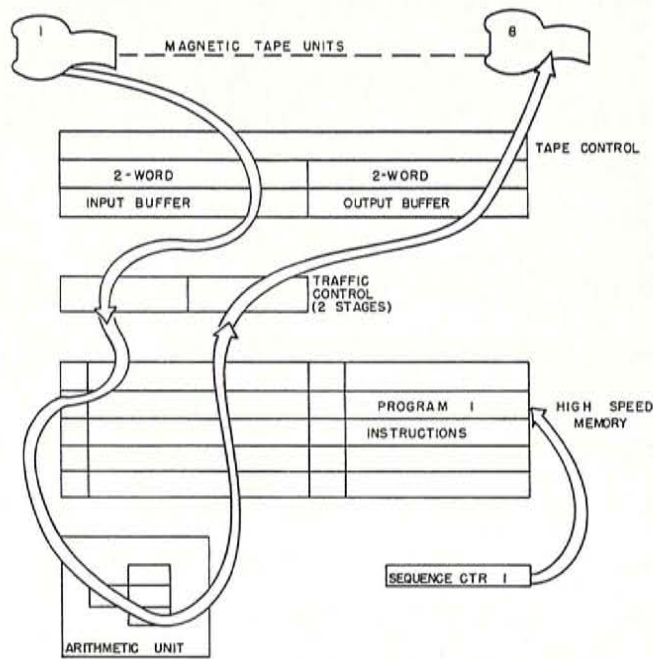 1
8
MAGNETIC TAPE UNITS
TAPE CONTROL
2-WORD
2-WORD
INPUT BUFFER
OUTPUT BUFFER
TRAFFIC
CONTROL
(2 STAGES)
PROGRAM 1
INSTRUCTIONS
HIGH SPEED
MEMORY
SEQUENCE CTR 1
ARITHMETIC UNIT